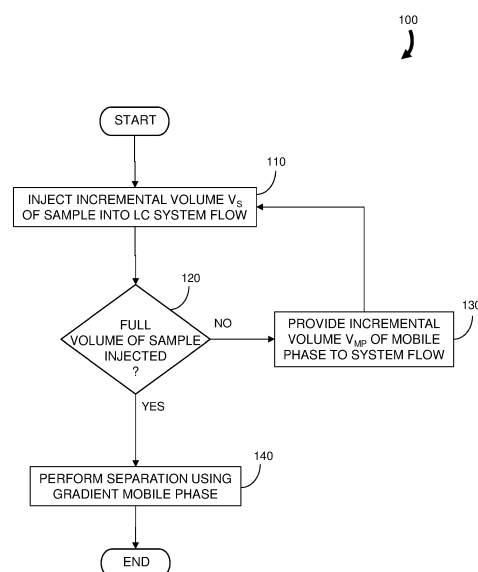 100
START
110
INJECT INCREMENTAL VOLUME VS
OF SAMPLE INTO LC SYSTEM FLOW
120
FULL
VOLUME OF SAMPLE
INJECTED
?
NO
130
PROVIDE INCREMENTAL
VOLUME VMP OF MOBILE
PHASE TO SYSTEM FLOW
YES
140
PERFORM SEPARATION USING
GRADIENT MOBILE PHASE
END